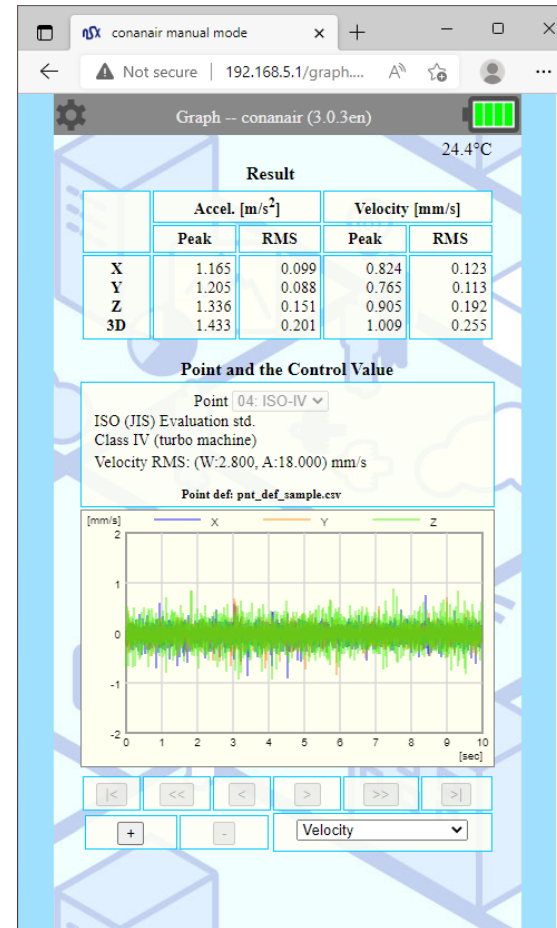 nsx conanair manual mode
Not secure | 192.168.5.1/graph....
Graph -- conanair (3.0.3en)
24.4°C
Result
Accel. [m/s²] Velocity [mm/s]
Peak RMS Peak RMS
X 1.165 0.099 0.824 0.123
Y 1.205 0.088 0.765 0.113
Z 1.336 0.151 0.905 0.192
3D 1.433 0.201 1.009 0.255
Point and the Control Value
Point 04: ISO-IV
ISO (JIS) Evaluation std.
Class IV (turbo machine)
Velocity RMS: (W:2.800, A:18.000) mm/s
Point def: pnt_def_sample.csv
[mm/s] X Y Z
2
1
0
-1
-2
0 1 2 3 4 5 6 7 8 9 10
[sec]
|< << < > >> >|
+ - Velocity